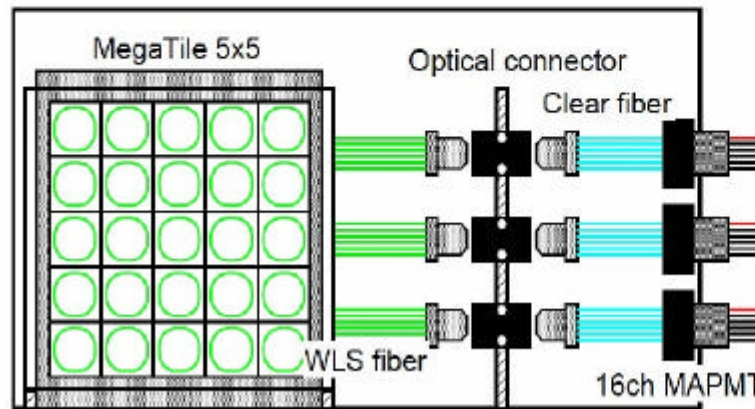 MegaTile 5x5
Optical connector
Clear fiber
WLS fiber
16ch MAPMT